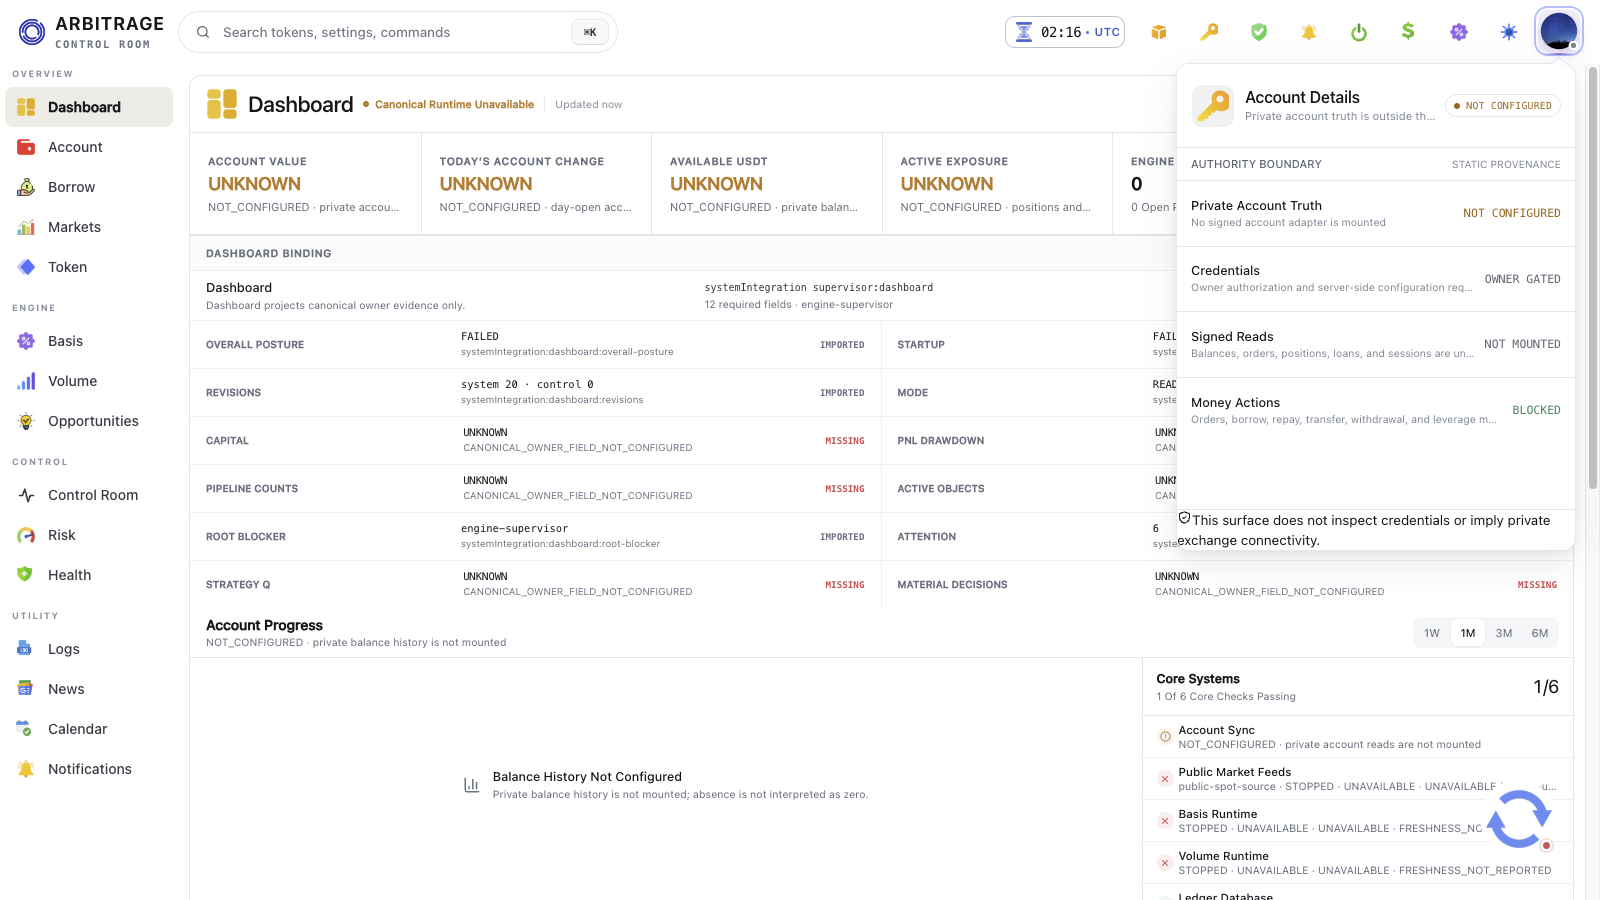 ARBITRAGE
CONTROL ROOM
Search tokens, settings, commands
⌘K
02:16 • UTC
OVERVIEW
Dashboard
Account
Borrow
Markets
Token
ENGINE
Basis
Volume
Opportunities
CONTROL
Control Room
Risk
Health
UTILITY
Logs
News
Calendar
Notifications
Dashboard
Canonical Runtime Unavailable
Updated now
ACCOUNT VALUE
UNKNOWN
NOT_CONFIGURED · private accou...
TODAY'S ACCOUNT CHANGE
UNKNOWN
NOT_CONFIGURED · day-open acc...
AVAILABLE USDT
UNKNOWN
NOT_CONFIGURED · private balan...
ACTIVE EXPOSURE
UNKNOWN
NOT_CONFIGURED · positions and...
ENGINE
0
0 Open
DASHBOARD BINDING
Dashboard
Dashboard projects canonical owner evidence only.
systemIntegration supervisor:dashboard
12 required fields · engine-supervisor
OVERALL POSTURE
FAILED
systemIntegration:dashboard:overall-posture
IMPORTED
STARTUP
REVISIONS
system 20 · control 0
systemIntegration:dashboard:revisions
IMPORTED
MODE
CAPITAL
UNKNOWN
CANONICAL_OWNER_FIELD_NOT_CONFIGURED
MISSING
PNL DRAWDOWN
PIPELINE COUNTS
UNKNOWN
CANONICAL_OWNER_FIELD_NOT_CONFIGURED
MISSING
ACTIVE OBJECTS
ROOT BLOCKER
engine-supervisor
systemIntegration:dashboard:root-blocker
IMPORTED
ATTENTION
6
STRATEGY Q
UNKNOWN
CANONICAL_OWNER_FIELD_NOT_CONFIGURED
MISSING
MATERIAL DECISIONS
UNKNOWN
CANONICAL_OWNER_FIELD_NOT_CONFIGURED
MISSING
Account Progress
NOT_CONFIGURED · private balance history is not mounted
1W
1M
3M
6M
Balance History Not Configured
Private balance history is not mounted; absence is not interpreted as zero.
Core Systems
1 Of 6 Core Checks Passing
1/6
Account Sync
NOT_CONFIGURED · private account reads are not mounted
Public Market Feeds
public-spot-source · STOPPED · UNAVAILABLE · UNAVAILABLE
Basis Runtime
STOPPED · UNAVAILABLE · UNAVAILABLE ·
Volume Runtime
STOPPED · UNAVAILABLE · UNAVAILABLE · FRESHNESS_NOT_REPORTED
Ledger Database
Account Details
Private account truth is outside th...
NOT CONFIGURED
AUTHORITY BOUNDARY
STATIC PROVENANCE
Private Account Truth
No signed account adapter is mounted
NOT CONFIGURED
Credentials
Owner authorization and server-side configuration req...
OWNER GATED
Signed Reads
Balances, orders, positions, loans, and sessions are un...
NOT MOUNTED
Money Actions
Orders, borrow, repay, transfer, withdrawal, and leverage m...
BLOCKED
This surface does not inspect credentials or imply private
exchange connectivity.